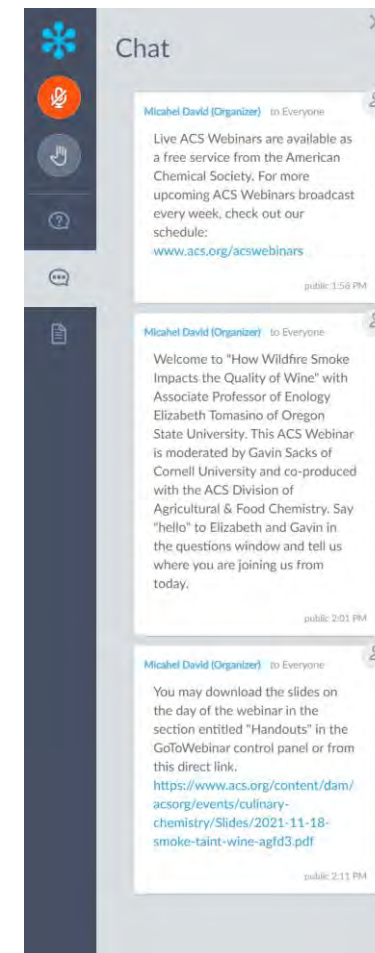 Chat
Micahel David (Organizer) to Everyone
Live ACS Webinars are available as
a free service from the American
Chemical Society. For more
upcoming ACS Webinars broadcast
every week, check out our
schedule:
www.acs.org/acswebinars
public 1:56 PM
Micahel David (Organizer) to Everyone
Welcome to "How Wildfire Smoke
Impacts the Quality of Wine" with
Associate Professor of Enology
Elizabeth Tomasino of Oregon
State University. This ACS Webinar
is moderated by Gavin Sacks of
Cornell University and co-produced
with the ACS Division of
Agricultural & Food Chemistry. Say
"hello" to Elizabeth and Gavin in
the questions window and tell us
where you are joining us from
today.
public 2:01 PM
Micahel David (Organizer) to Everyone
You may download the slides on
the day of the webinar in the
section entitled "Handouts" in the
GoToWebinar control panel or from
this direct link.
https://www.acs.org/content/dam/
acsorg/events/culinary-
chemistry/Slides/2021-11-18-
smoke-taint-wine-agfd3.pdf
public 2:11 PM